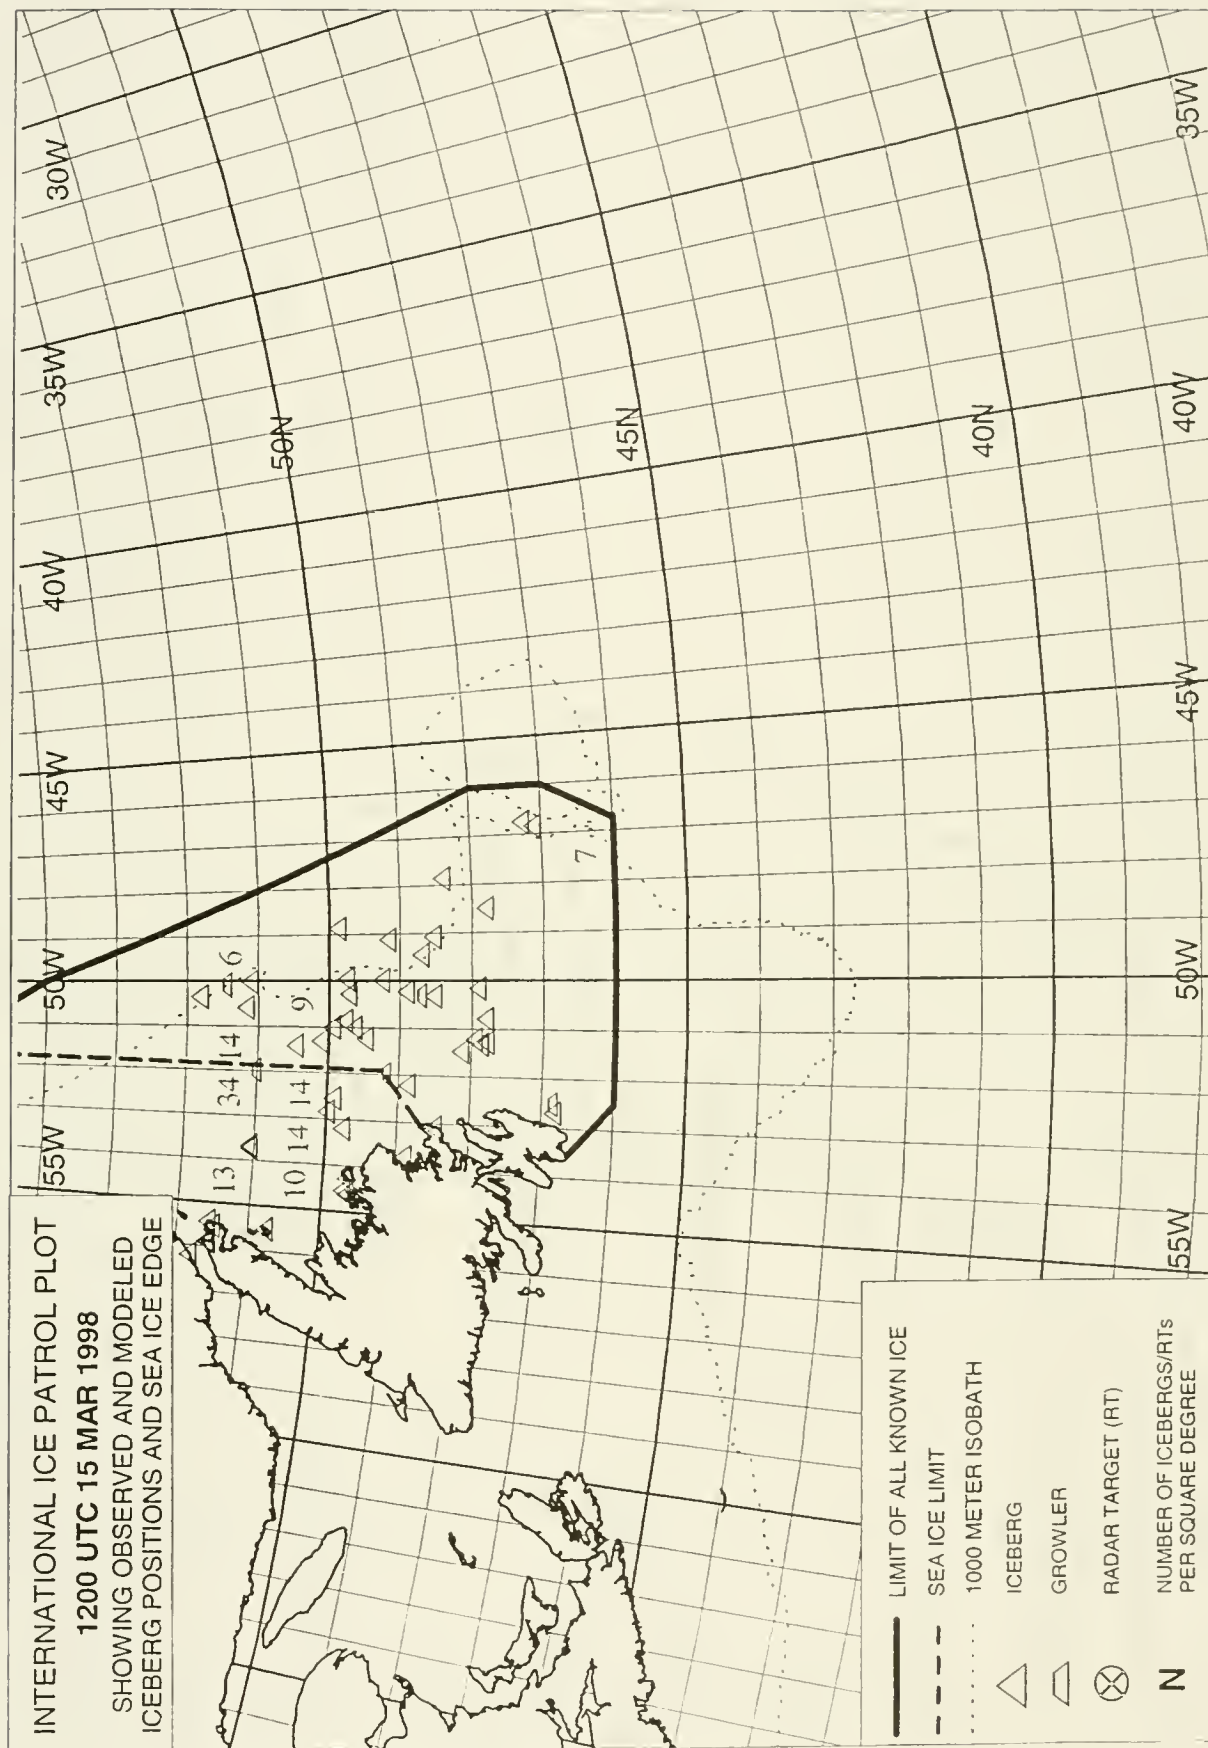 INTERNATIONAL ICE PATROL PLOT
1200 UTC 15 MAR 1998
SHOWING OBSERVED AND MODELED
ICEBERG POSITIONS AND SEA ICE EDGE
55W
50W
45W
40W
35W
30W
50N
45N
40N
13
34
14
6
10
14
14
9
7
LIMIT OF ALL KNOWN ICE
SEA ICE LIMIT
1000 METER ISOBATH
ICEBERG
GROWLER
RADAR TARGET (RT)
N NUMBER OF ICEBERGS/RTs
PER SQUARE DEGREE
55W
50W
45W
40W
35W